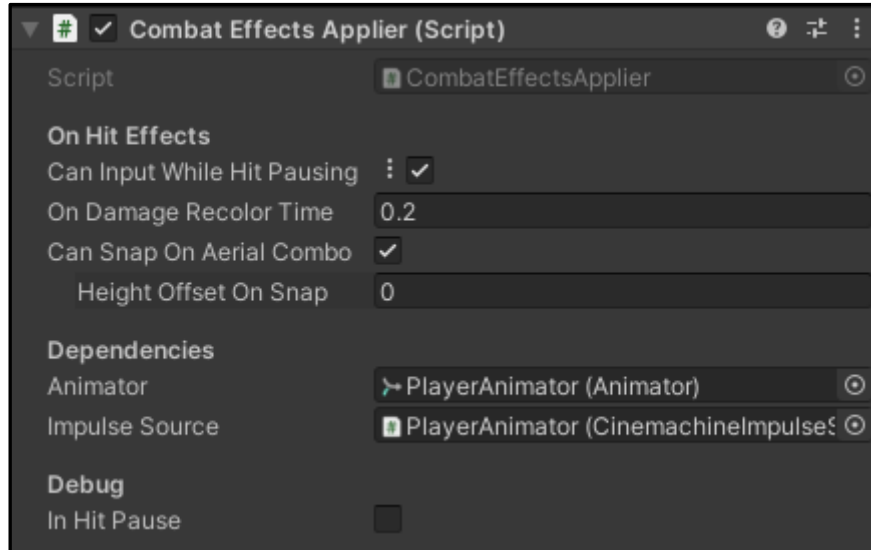 Combat Effects Applier (Script)
Script CombatEffectsApplier
On Hit Effects
Can Input While Hit Pausing
On Damage Recolor Time 0.2
Can Snap On Aerial Combo
Height Offset On Snap 0
Dependencies
Animator PlayerAnimator (Animator)
Impulse Source PlayerAnimator (CinemachineImpulseS
Debug
In Hit Pause